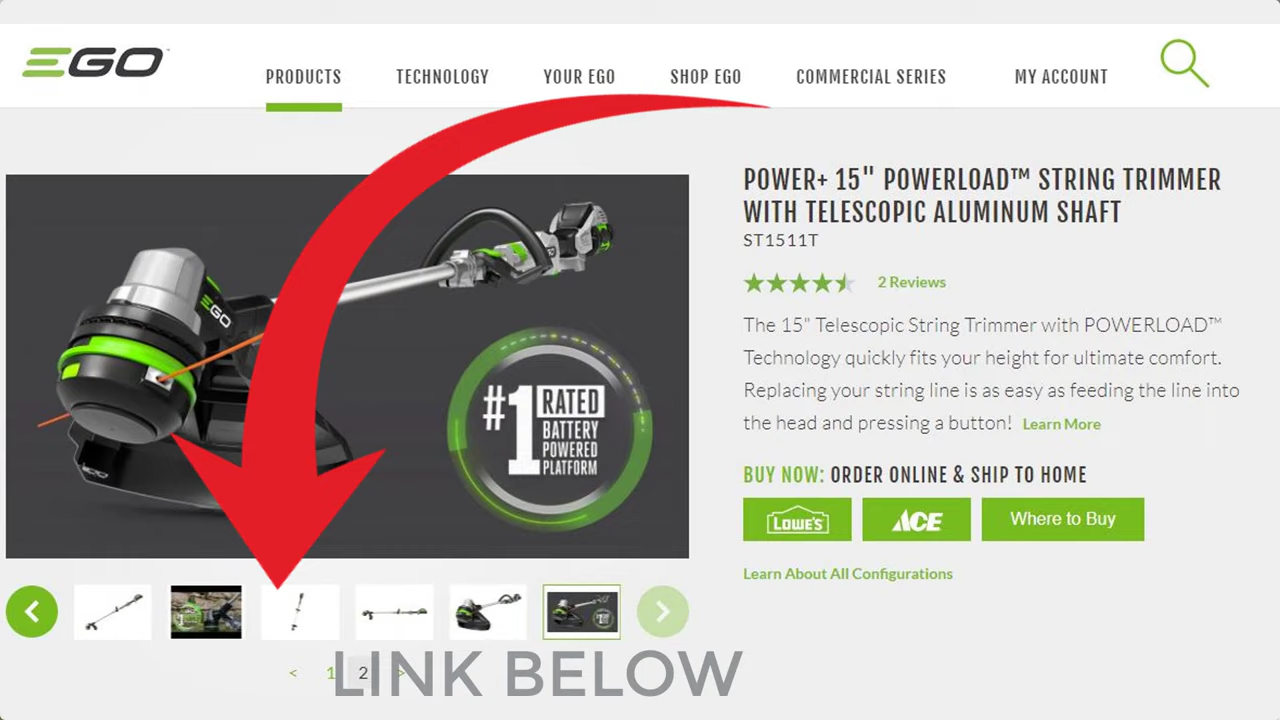 EGO
PRODUCTS TECHNOLOGY YOUR EGO SHOP EGO COMMERCIAL SERIES MY ACCOUNT
POWER+ 15" POWERLOAD™ STRING TRIMMER
WITH TELESCOPIC ALUMINUM SHAFT
ST1511T
2 Reviews
The 15" Telescopic String Trimmer with POWERLOAD™
Technology quickly fits your height for ultimate comfort.
Replacing your string line is as easy as feeding the line into
the head and pressing a button! Learn More
BUY NOW: ORDER ONLINE & SHIP TO HOME
LOWE'S ACE Where to Buy
Learn About All Configurations
EGO
EGO
#1 RATED
BATTERY
POWERED
PLATFORM
< 1 2 >
LINK BELOW